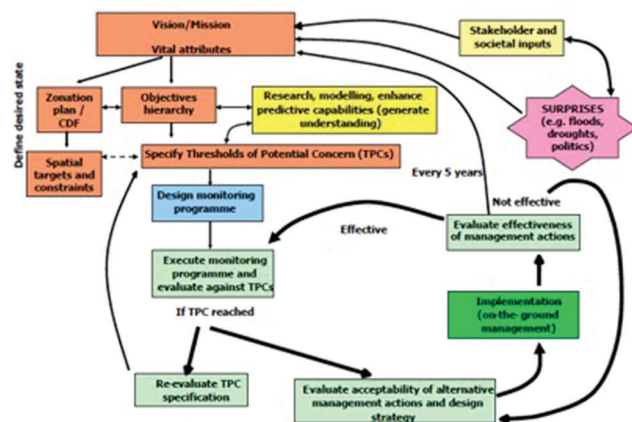 Vision/Mission
Vital attributes
Stakeholder and
societal inputs
Define desired state
Zonation
plan /
CDF
Objectives
hierarchy
Research, modelling, enhance
predictive capabilities (generate
understanding)
SURPRISES
(e.g. floods,
droughts,
politics)
Spatial
targets and
constraints
Specify Thresholds of Potential Concern (TPCs)
Every 5 years
Design monitoring
programme
Not effective
Effective
Evaluate effectiveness
of management actions
Execute monitoring
programme and
evaluate against TPCs
Implementation
(on-the- ground
management)
If TPC reached
Re-evaluate TPC
specification
Evaluate acceptability of alternative
management actions and design
strategy